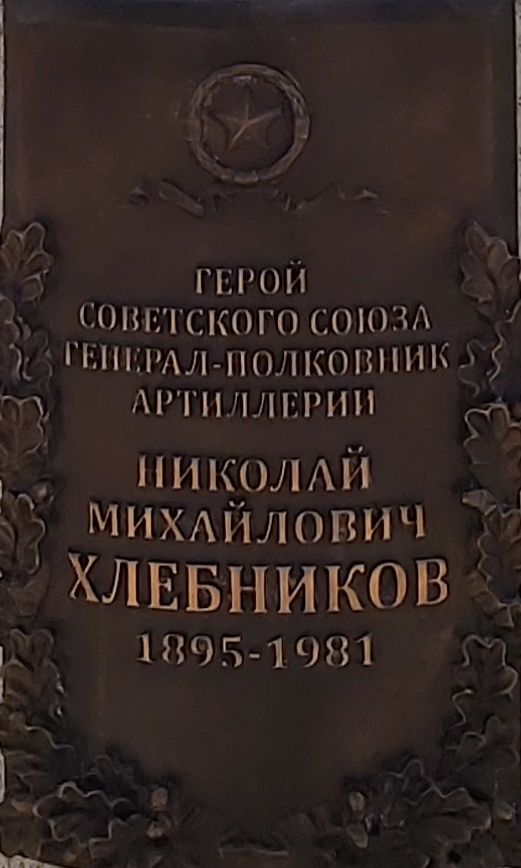 ГЕРОЙ
СОВЕТСКОГО СОЮЗА
ГЕНЕРАЛ-ПОЛКОВНИК
АРТИЛЛЕРИИ
НИКОЛАЙ
МИХАЙЛОВИЧ
ХЛЕБНИКОВ
1895-1981